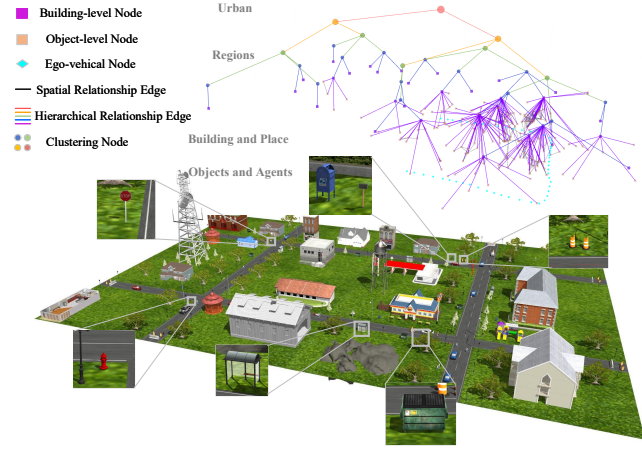 Urban
Building-level Node
Object-level Node
Regions
Ego-vehical Node
Spatial Relationship Edge
Hierarchical Relationship Edge
Building and Place
Clustering Node
Objects and Agents